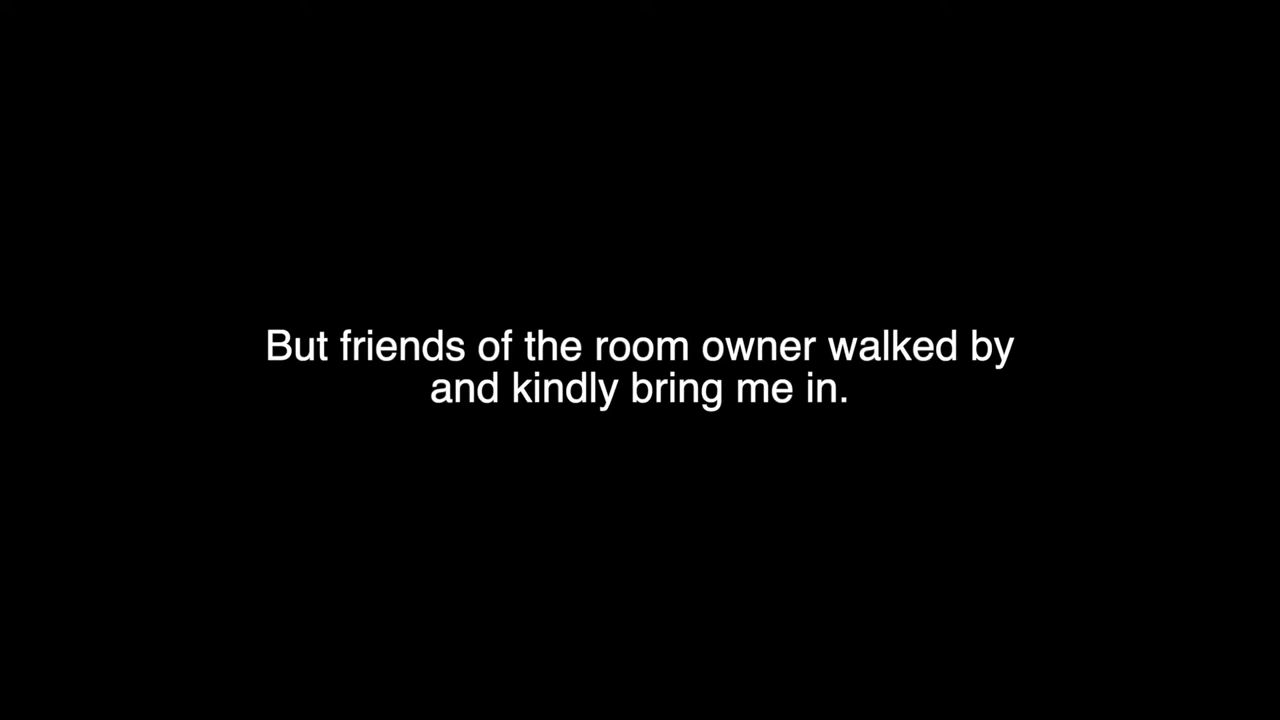 But friends of the room owner walked by
and kindly bring me in.